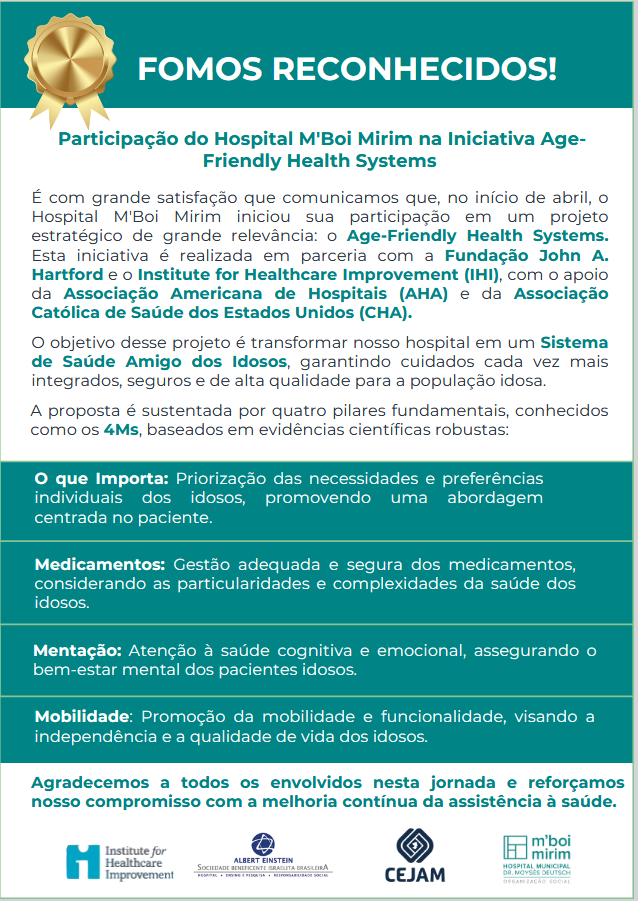 FOMOS RECONHECIDOS!
Participação do Hospital M'Boi Mirim na Iniciativa Age-
Friendly Health Systems
É com grande satisfação que comunicamos que, no início de abril, o
Hospital M'Boi Mirim iniciou sua participação em um projeto
estratégico de grande relevância: o Age-Friendly Health Systems.
Esta iniciativa é realizada em parceria com a Fundação John A.
Hartford e o Institute for Healthcare Improvement (IHI), com o apoio
da Associação Americana de Hospitais (AHA) e da Associação
Católica de Saúde dos Estados Unidos (CHA).
O objetivo desse projeto é transformar nosso hospital em um Sistema
de Saúde Amigo dos Idosos, garantindo cuidados cada vez mais
integrados, seguros e de alta qualidade para a população idosa.
A proposta é sustentada por quatro pilares fundamentais, conhecidos
como os 4Ms, baseados em evidências científicas robustas:
O que Importa: Priorização das necessidades e preferências
individuais dos idosos, promovendo uma abordagem
centrada no paciente.
Medicamentos: Gestão adequada e segura dos medicamentos,
considerando as particularidades e complexidades da saúde dos
idosos.
Mentação: Atenção à saúde cognitiva e emocional, assegurando o
bem-estar mental dos pacientes idosos.
Mobilidade: Promoção da mobilidade e funcionalidade, visando a
independência e a qualidade de vida dos idosos.
Agradecemos a todos os envolvidos nesta jornada e reforçamos
nosso compromisso com a melhoria contínua da assistência à saúde.
Institute for
Healthcare
Improvement
ALBERT EINSTEIN
SOCIEDADE BENEFICENTE ISRAELITA BRASILEIRA
HOSPITAL • ENSINO E PESQUISA • RESPONSABILIDADE SOCIAL
CEJAM
m'boi
mirim
HOSPITAL MUNICIPAL
DR. MOYSÉS DEUTSCH
ORGANIZAÇÃO SOCIAL